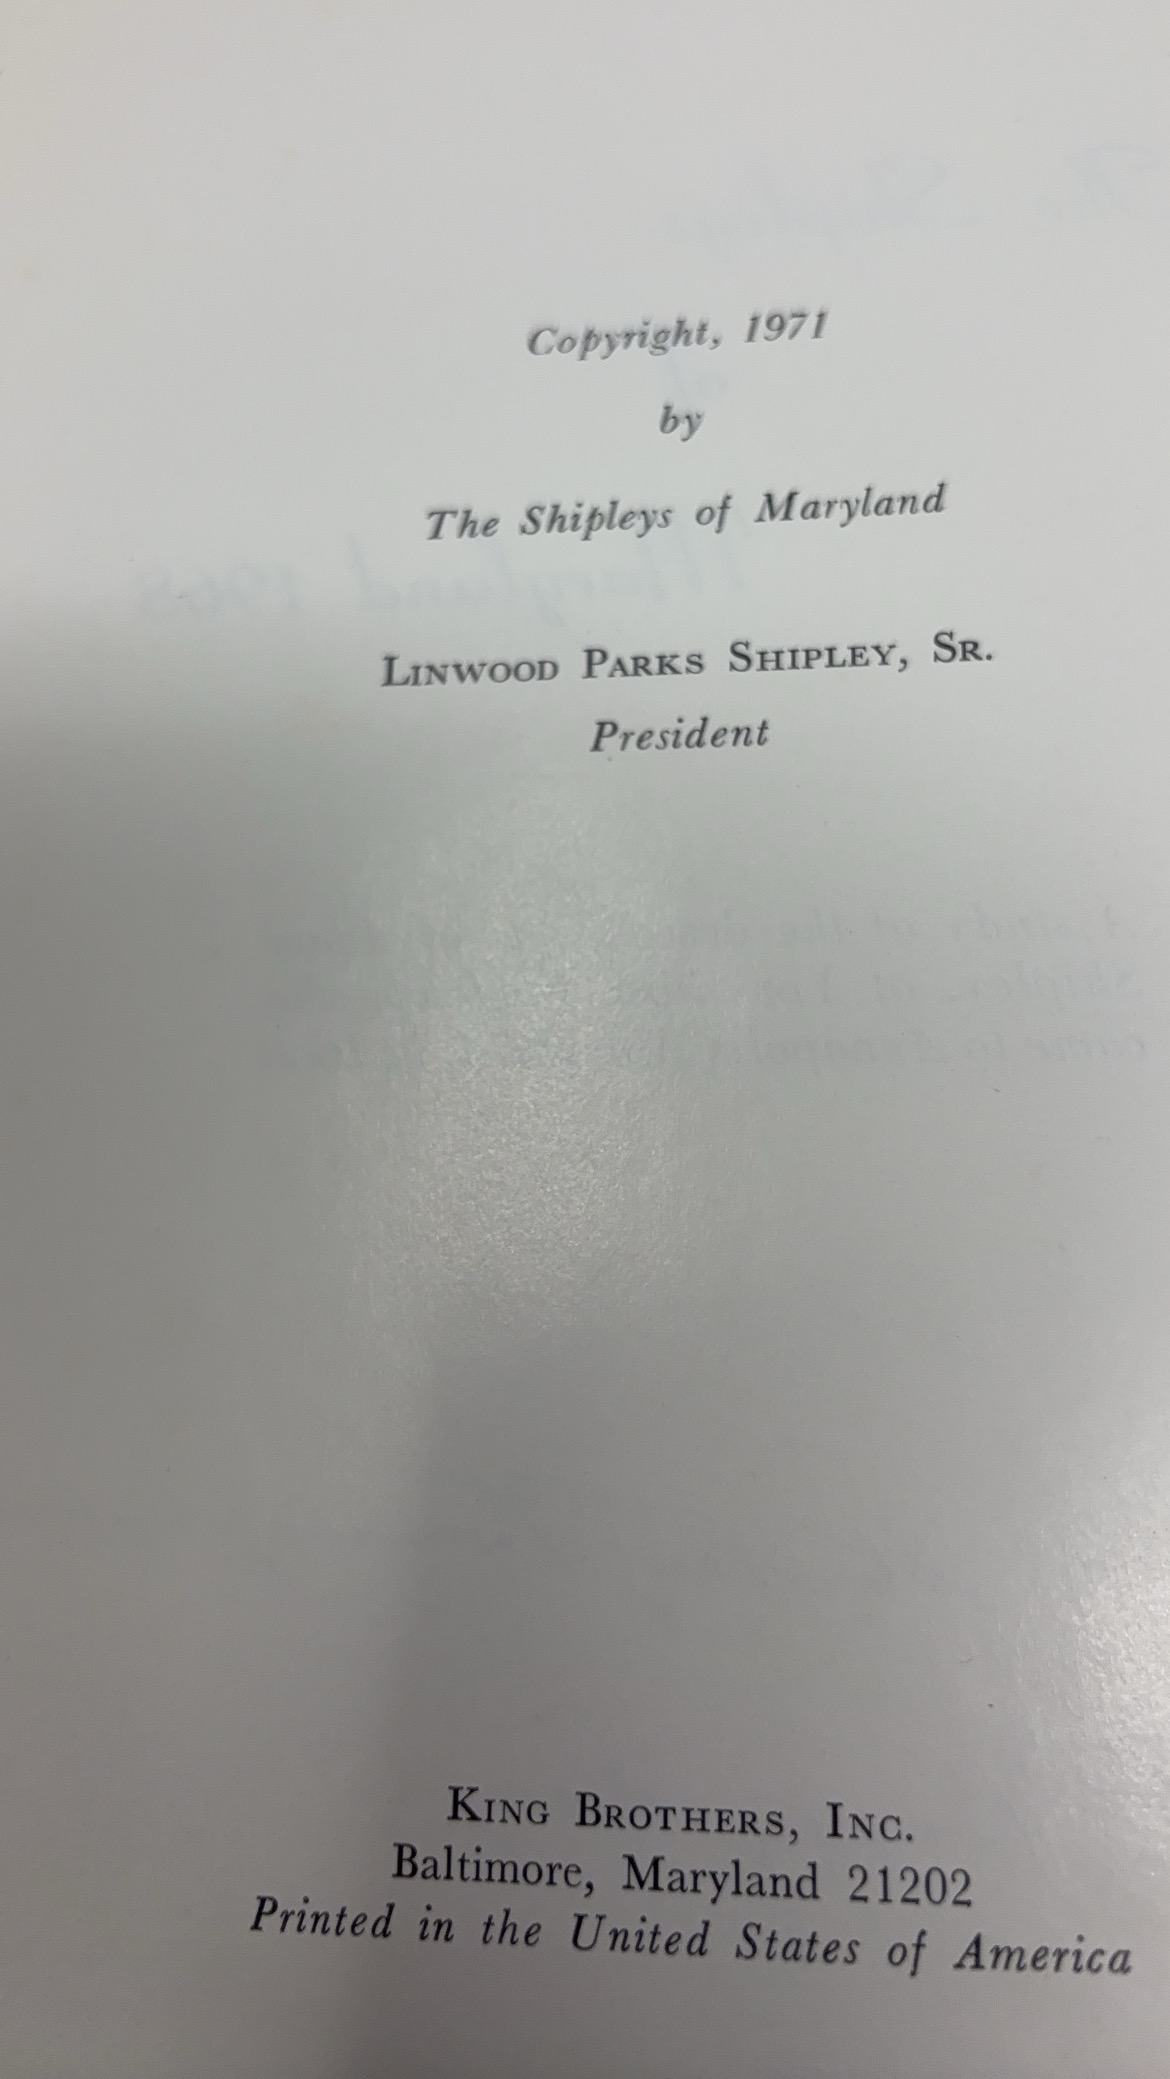 Copyright, 1971
by
The Shipleys of Maryland
LINWOOD PARKS SHIPLEY, SR.
President
KING BROTHERS, INC.
Baltimore, Maryland 21202
Printed in the United States of America